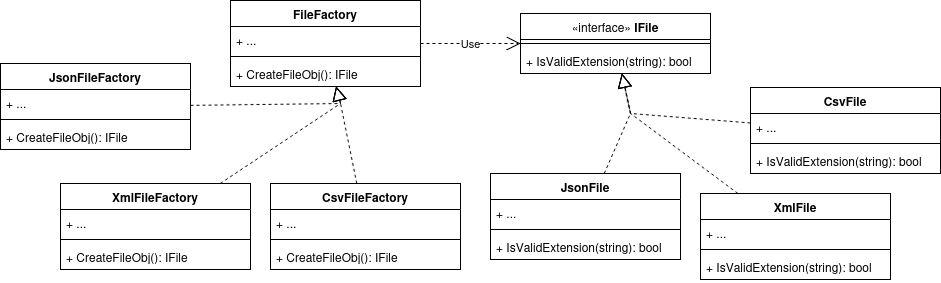 FileFactory
+ ...
+ CreateFileObj(): IFile
Use
«interface» IFile
+ IsValidExtension(string): bool
JsonFileFactory
+ ...
+ CreateFileObj(): IFile
CsvFile
+ ...
+ IsValidExtension(string): bool
XmlFileFactory
+ ...
+ CreateFileObj(): IFile
CsvFileFactory
+ ...
+ CreateFileObj(): IFile
JsonFile
+ ...
+ IsValidExtension(string): bool
XmlFile
+ ...
+ IsValidExtension(string): bool